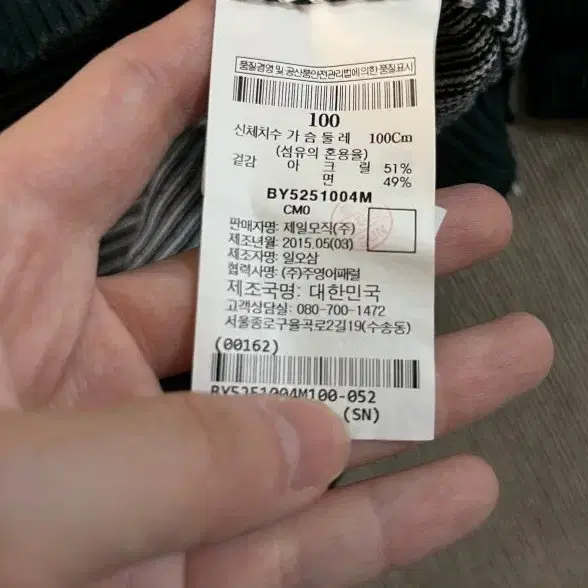 품질경영 및 공산품안전관리법에 의한 품질표시
100
신체치수 가 슴 둘 레 100Cm
(섬유의 혼용율)
겉감 아 크 릴 51%
면 49%
BY5251004M
CM0
판매자명: 제일모직(주)
제조년월: 2015.05(03)
제조자명: 일오삼
협력사명: (주)주영어패럴
제조국명: 대한민국
고객상담실: 080-700-1472
서울종로구율곡로2길19(수송동)
(00162)
BY5251004M100-052
(SN)